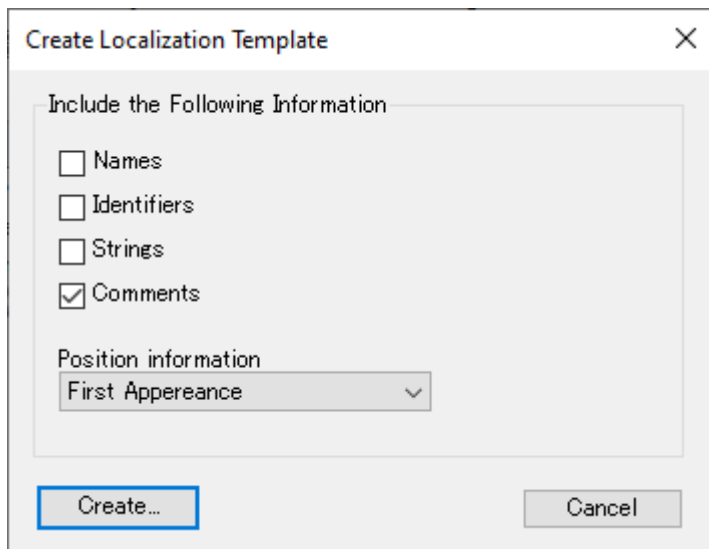 Create Localization Template
Include the Following Information
Names
Identifiers
Strings
Comments
Position information
First Appereance
Create...
Cancel